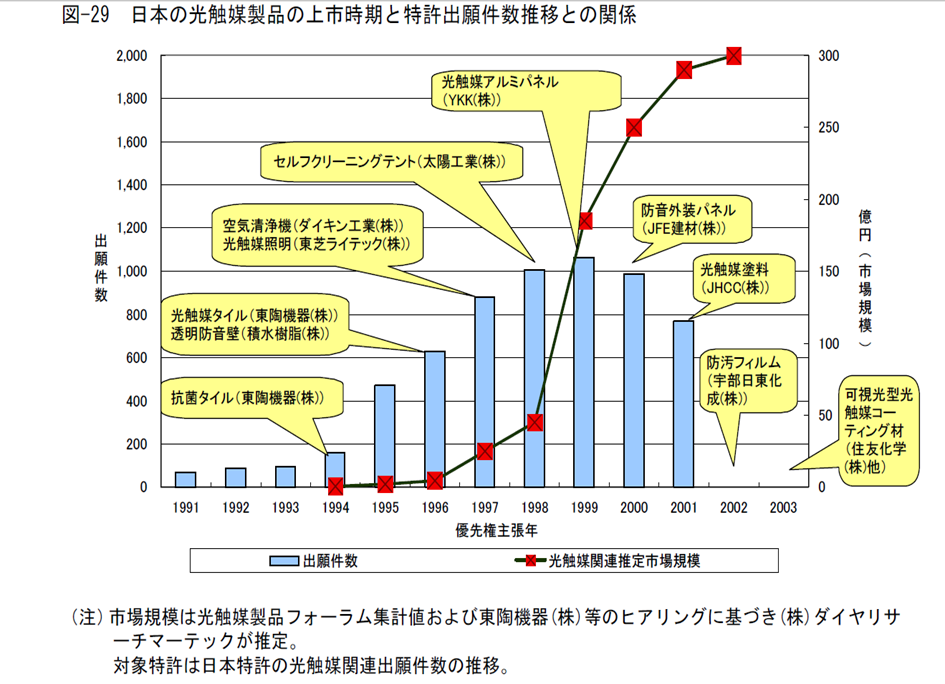 図-29　日本の光触媒製品の上市時期と特許出願件数推移との関係
2,000
1,800
1,600
1,400
1,200
1,000
800
600
400
200
0
出願件数
300
250
200
150
100
50
0
億円（市場規模）
光触媒アルミパネル
(YKK(株))
セルフクリーニングテント(太陽工業(株))
空気清浄機(ダイキン工業(株))
光触媒照明(東芝ライテック(株))
光触媒タイル(東陶機器(株))
透明防音壁(積水樹脂(株))
抗菌タイル(東陶機器(株))
防音外装パネル
(JFE建材(株))
光触媒塗料
(JHCC(株))
防汚フィルム
(宇部日東化
成(株))
可視光型光
触媒コー
ティング材
(住友化学
(株)他)
1991 1992 1993 1994 1995 1996 1997 1998 1999 2000 2001 2002 2003
優先権主張年
出願件数 光触媒関連推定市場規模
(注) 市場規模は光触媒製品フォーラム集計値および東陶機器(株)等のヒアリングに基づき(株)ダイヤリサ
ーチマーテックが推定。
対象特許は日本特許の光触媒関連出願件数の推移。